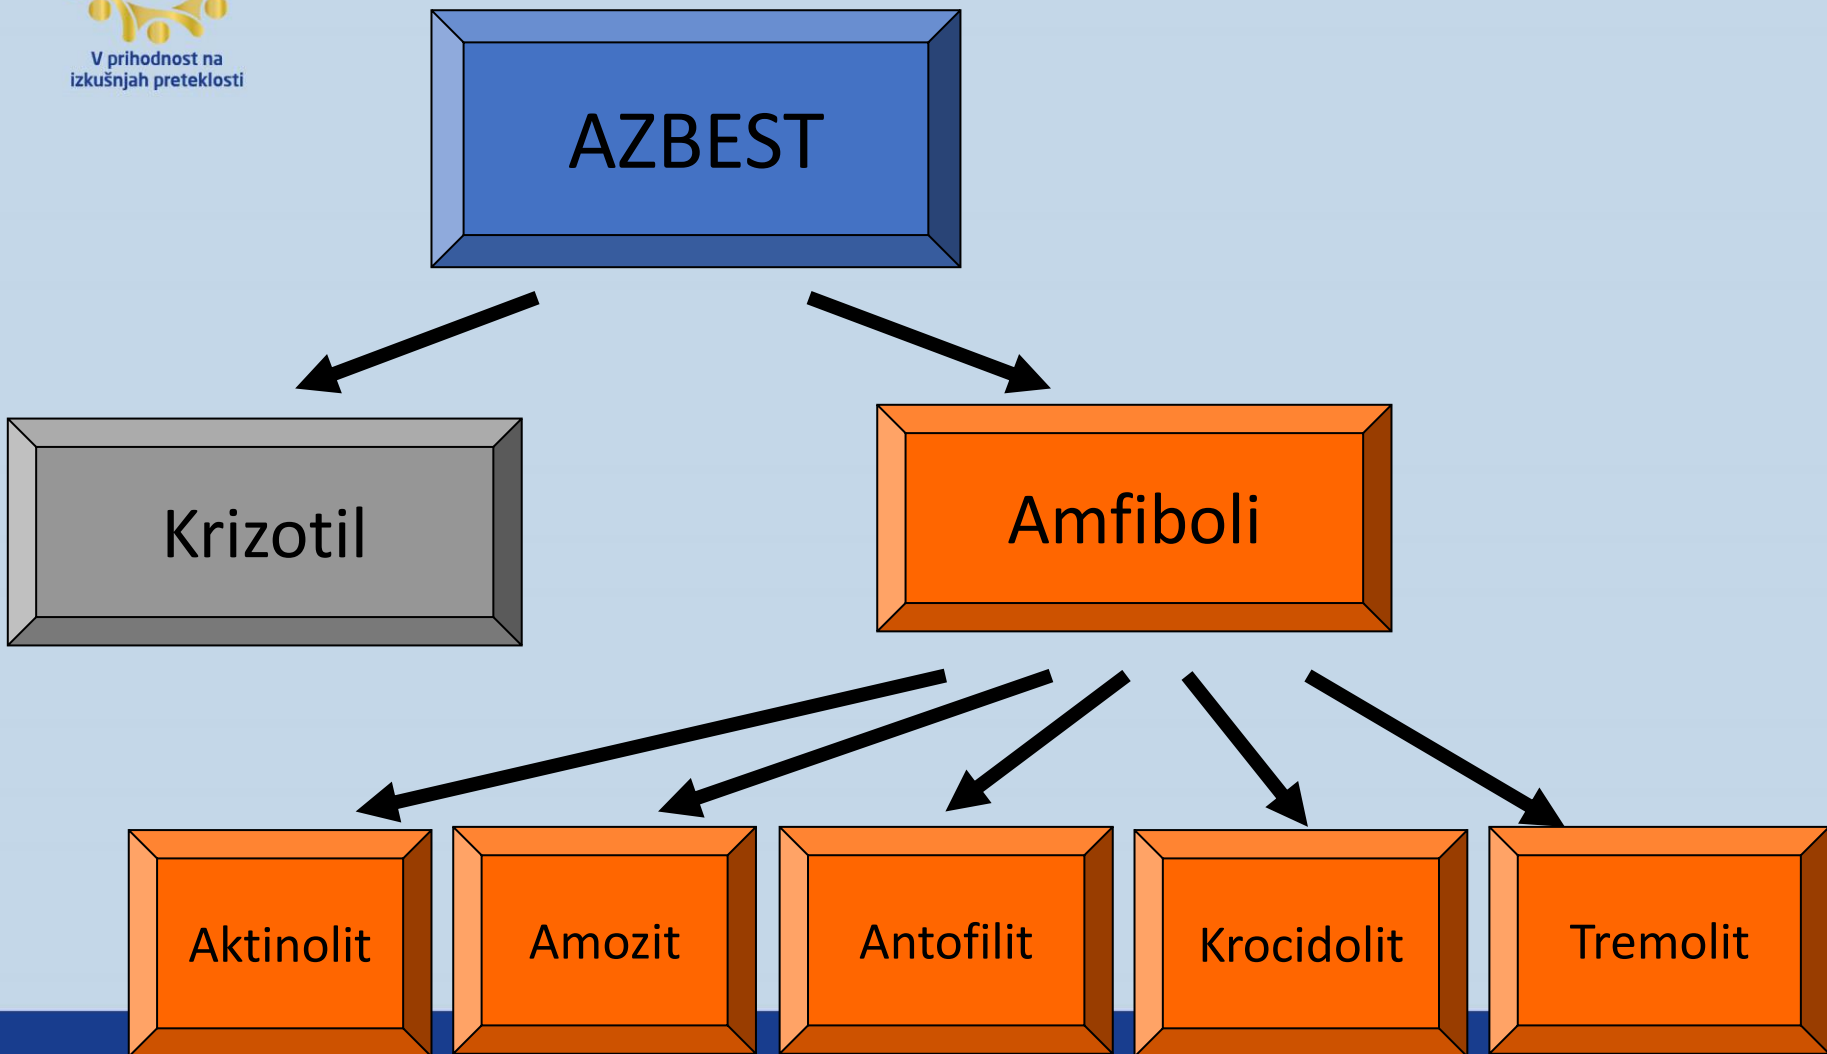 V prihodnost na
izkušnjah preteklosti
AZBEST
Krizotil
Amfiboli
Aktinolit
Amozit
Antofilit
Krocidolit
Tremolit